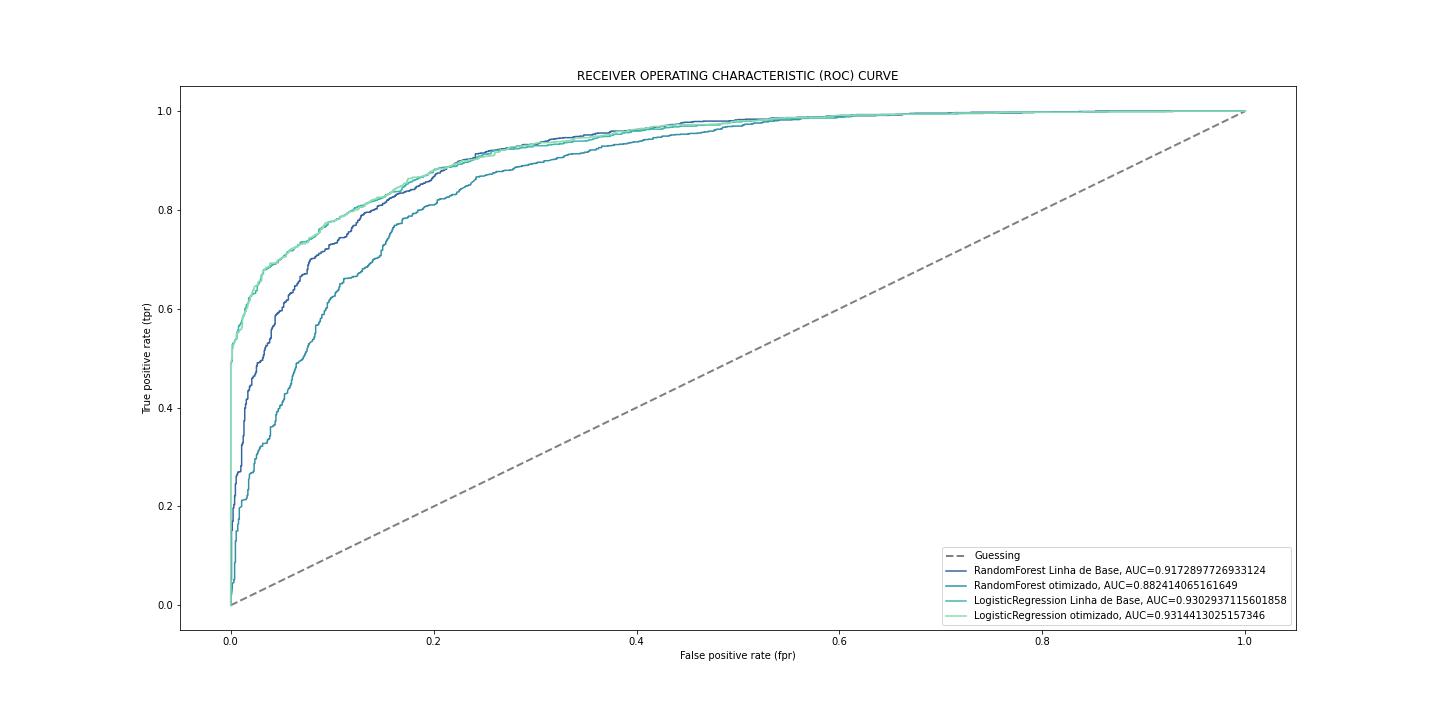 RECEIVER OPERATING CHARACTERISTIC (ROC) CURVE
1.0
0.8
0.6
0.4
0.2
0.0
True positive rate (tpr)
Guessing
RandomForest Linha de Base, AUC=0.9172897726933124
RandomForest otimizado, AUC=0.882414065161649
LogisticRegression Linha de Base, AUC=0.9302937115601858
LogisticRegression otimizado, AUC=0.9314413025157346
0.0 0.2 0.4 0.6 0.8 1.0
False positive rate (fpr)